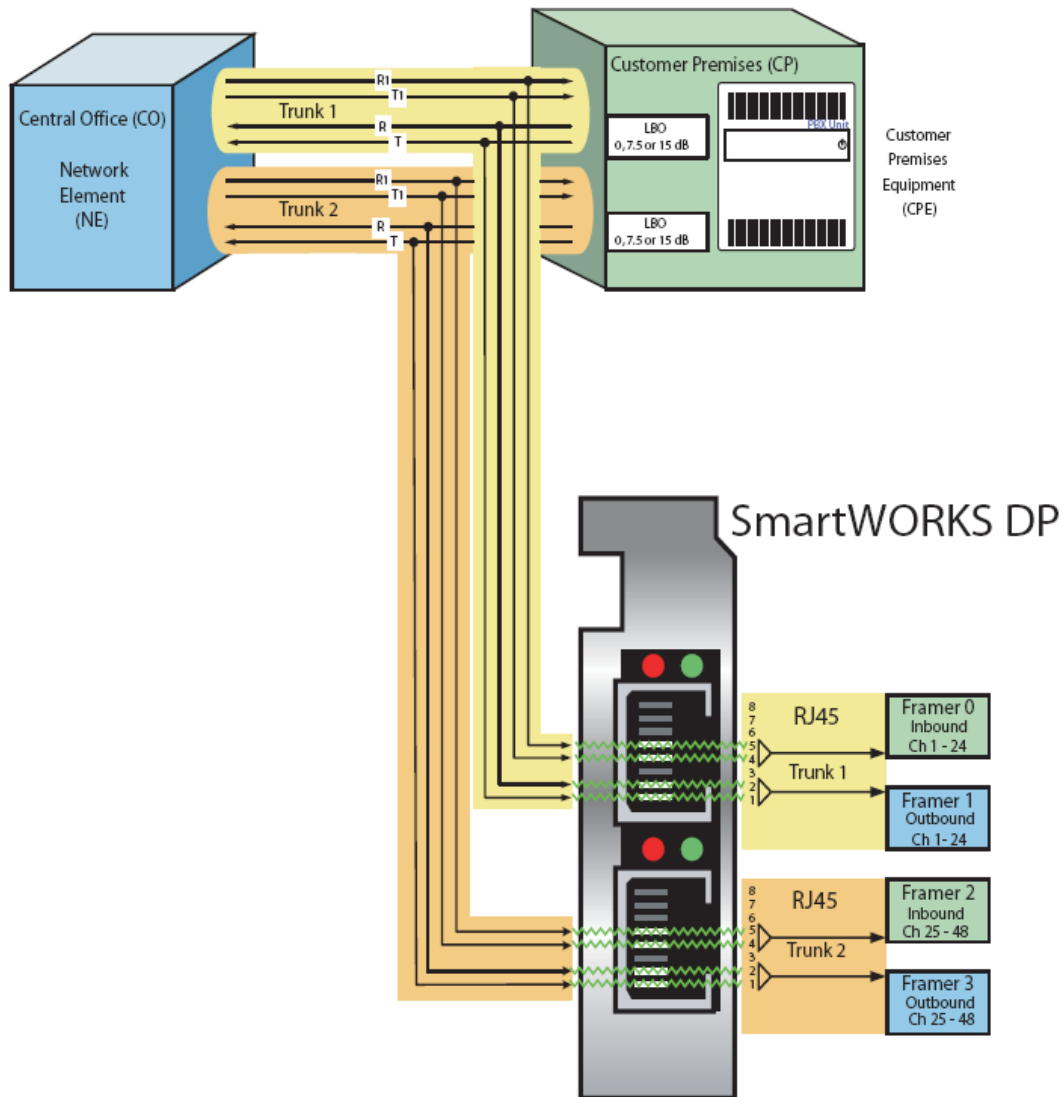 Central Office (CO)
Network
Element
(NE)
R1
T1
Trunk 1
R
T
R1
T1
Trunk 2
R
T
Customer Premises (CP)
LBO
0, 7.5 or 15 dB
LBO
0, 7.5 or 15 dB
PBX Unit
Customer
Premises
Equipment
(CPE)
SmartWORKS DP
8
7
6
5
4
3
2
1
RJ45
Trunk 1
Framer 0
Inbound
Ch 1 - 24
Framer 1
Outbound
Ch 1- 24
8
7
6
5
4
3
2
1
RJ45
Trunk 2
Framer 2
Inbound
Ch 25 - 48
Framer 3
Outbound
Ch 25 - 48